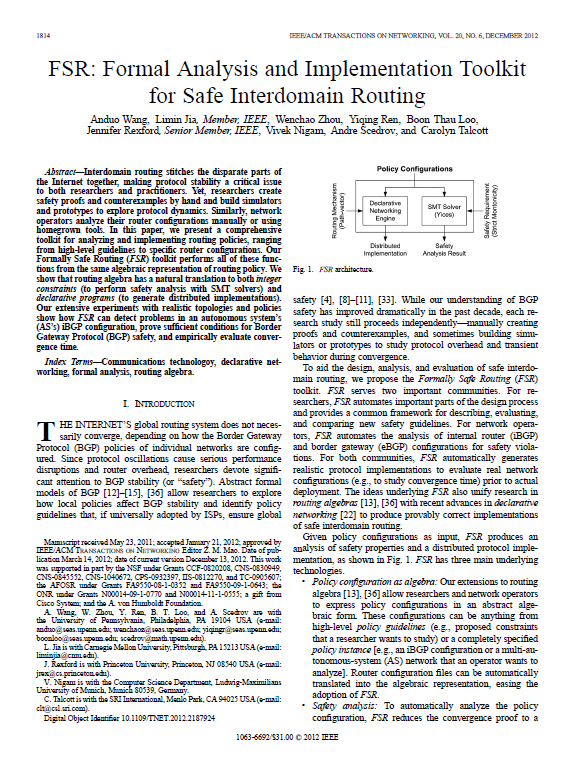 1814
IEEE/ACM TRANSACTIONS ON NETWORKING, VOL. 20, NO. 6, DECEMBER 2012
FSR: Formal Analysis and Implementation Toolkit
for Safe Interdomain Routing
Anduo Wang, Limin Jia, Member, IEEE, Wenchao Zhou, Yiqing Ren, Boon Thau Loo,
Jennifer Rexford, Senior Member, IEEE, Vivek Nigam, Andre Scedrov, and Carolyn Talcott
Abstract—Interdomain routing stitches the disparate parts of
the Internet together, making protocol stability a critical issue
to both researchers and practitioners. Yet, researchers create
safety proofs and counterexamples by hand and build simulators
and prototypes to explore protocol dynamics. Similarly, network
operators analyze their router configurations manually or using
homegrown tools. In this paper, we present a comprehensive
toolkit for analyzing and implementing routing policies, ranging
from high-level guidelines to specific router configurations. Our
Formally Safe Routing (FSR) toolkit performs all of these func-
tions from the same algebraic representation of routing policy. We
show that routing algebra has a natural translation to both integer
constraints (to perform safety analysis with SMT solvers) and
declarative programs (to generate distributed implementations).
Our extensive experiments with realistic topologies and policies
show how FSR can detect problems in an autonomous system's
(AS's) iBGP configuration, prove sufficient conditions for Border
Gateway Protocol (BGP) safety, and empirically evaluate conver-
gence time.
Index Terms—Communications technologoy, declarative net-
working, formal analysis, routing algebra.
I. INTRODUCTION
THE INTERNET'S global routing system does not neces-
sarily converge, depending on how the Border Gateway
Protocol (BGP) policies of individual networks are config-
ured. Since protocol oscillations cause serious performance
disruptions and router overhead, researchers devote signifi-
cant attention to BGP stability (or “safety”). Abstract formal
models of BGP [12]–[15], [36] allow researchers to explore
how local policies affect BGP stability and identify policy
guidelines that, if universally adopted by ISPs, ensure global
Manuscript received May 23, 2011; accepted January 21, 2012; approved by
IEEE/ACM TRANSACTIONS ON NETWORKING Editor Z. M. Mao. Date of pub-
lication March 14, 2012; date of current version December 13, 2012. This work
was supported in part by the NSF under Grants CCF-0820208, CNS-0830949,
CNS-0845552, CNS-1040672, CPS-0932397, IIS-0812270, and TC-0905607;
the AFOSR under Grants FA9550-08-1-0352 and FA9550-09-1-0643; the
ONR under Grants N00014-09-1-0770 and N00014-11-1-0555; a gift from
Cisco System; and the A. von Humboldt Foundation.
A. Wang, W. Zhou, Y. Ren, B. T. Loo, and A. Scedrov are with
the University of Pennsylvania, Philadelphia, PA 19104 USA (e-mail:
anduo@seas.upenn.edu; wenchaoz@seas.upenn.edu; yiqingr@seas.upenn.edu;
boonloo@seas.upenn.edu; scedrov@math.upenn.edu).
L. Jia is with Carnegie Mellon University, Pittsburgh, PA 15213 USA (e-mail:
liminjia@cmu.edu).
J. Rexford is with Princeton University, Princeton, NJ 08540 USA (e-mail:
jrex@cs.princeton.edu).
V. Nigam is with the Computer Science Department, Ludwig-Maximilians
University of Munich, Munich 80539, Germany.
C. Talcott is with the SRI International, Menlo Park, CA 94025 USA (e-mail:
clt@csl.sri.com).
Digital Object Identifier 10.1109/TNET.2012.2187924
Policy Configurations
Routing Mechanism
(Path-vector)
Declarative
Networking
Engine
SMT Solver
(Yices)
Safety Requirement
(Strict Montonicity)
Distributed
Implementation
Safety
Analysis Result
Fig. 1. FSR architecture.
safety [4], [8]–[11], [33]. While our understanding of BGP
safety has improved dramatically in the past decade, each re-
search study still proceeds independently—manually creating
proofs and counterexamples, and sometimes building simu-
lators or prototypes to study protocol overhead and transient
behavior during convergence.
To aid the design, analysis, and evaluation of safe interdo-
main routing, we propose the Formally Safe Routing (FSR)
toolkit. FSR serves two important communities. For re-
searchers, FSR automates important parts of the design process
and provides a common framework for describing, evaluating,
and comparing new safety guidelines. For network opera-
tors, FSR automates the analysis of internal router (iBGP)
and border gateway (eBGP) configurations for safety viola-
tions. For both communities, FSR automatically generates
realistic protocol implementations to evaluate real network
configurations (e.g., to study convergence time) prior to actual
deployment. The ideas underlying FSR also unify research in
routing algebras [13], [36] with recent advances in declarative
networking [22] to produce provably correct implementations
of safe interdomain routing.
Given policy configurations as input, FSR produces an
analysis of safety properties and a distributed protocol imple-
mentation, as shown in Fig. 1. FSR has three main underlying
technologies.
• Policy configuration as algebra: Our extensions to routing
algebra [13], [36] allow researchers and network operators
to express policy configurations in an abstract alge-
braic form. These configurations can be anything from
high-level policy guidelines (e.g., proposed constraints
that a researcher wants to study) or a completely specified
policy instance [e.g., an iBGP configuration or a multi-au-
tonomous-system (AS) network that an operator wants to
analyze]. Router configuration files can be automatically
translated into the algebraic representation, easing the
adoption of FSR.
• Safety analysis: To automatically analyze the policy
configuration, FSR reduces the convergence proof to a
1063-6692/$31.00 © 2012 IEEE